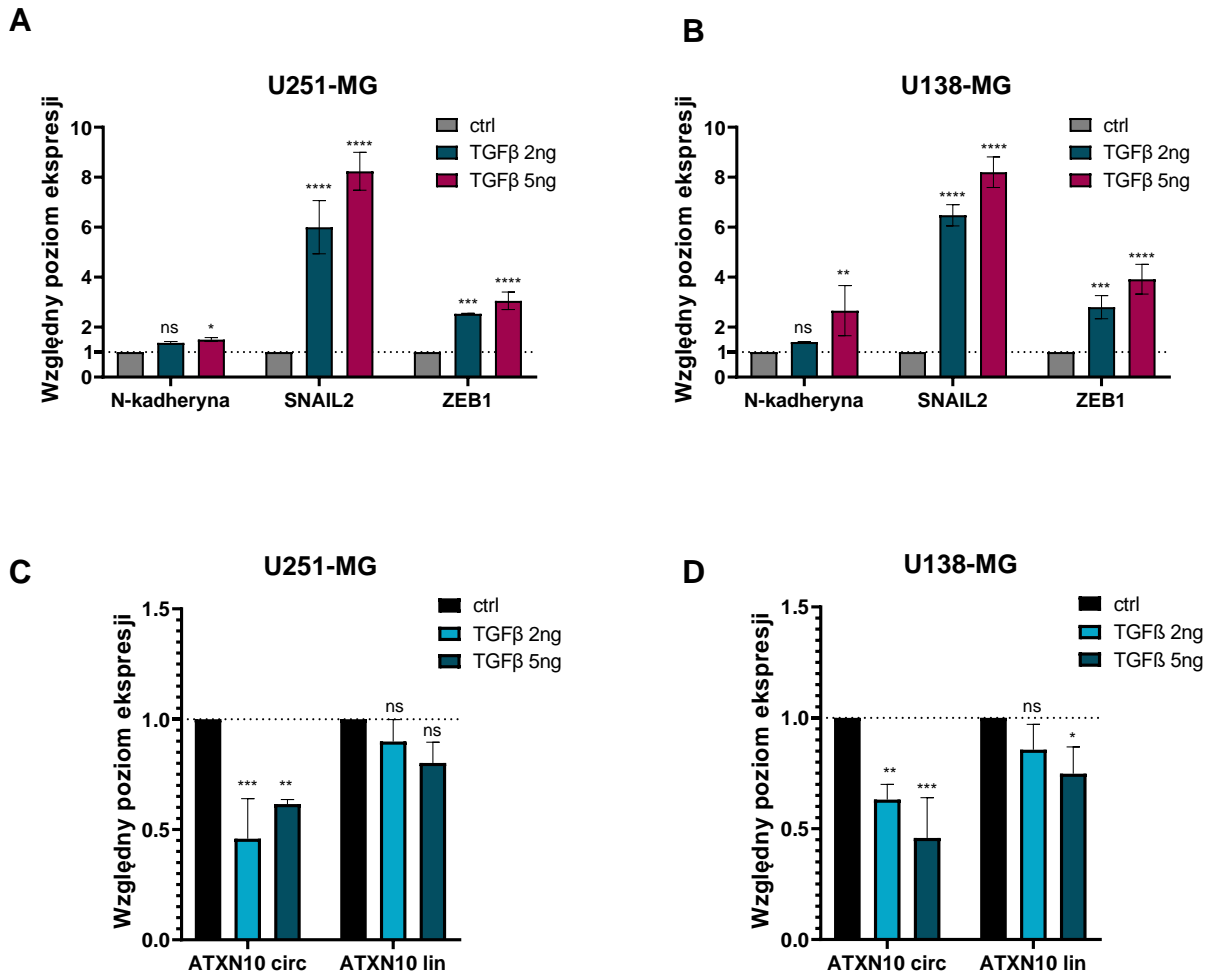 A
U251-MG
Względny poziom ekspresji
10
8
6
4
2
1
0
ctrl
TGFβ 2ng
TGFβ 5ng
ns
*
****
****
***
****
N-kadheryna
SNAIL2
ZEB1
B
U138-MG
Względny poziom ekspresji
10
8
6
4
2
1
0
ctrl
TGFβ 2ng
TGFβ 5ng
ns
**
****
****
***
****
N-kadheryna
SNAIL2
ZEB1
C
U251-MG
Względny poziom ekspresji
1.5
1.0
0.5
0.0
ctrl
TGFβ 2ng
TGFβ 5ng
***
**
ns
ns
ATXN10 circ
ATXN10 lin
D
U138-MG
Względny poziom ekspresji
1.5
1.0
0.5
0.0
ctrl
TGFß 2ng
TGFß 5ng
**
***
ns
*
ATXN10 circ
ATXN10 lin